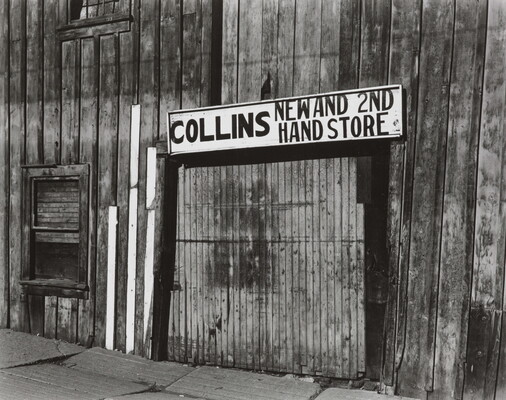 COLLINS NEW AND 2ND
HAND STORE